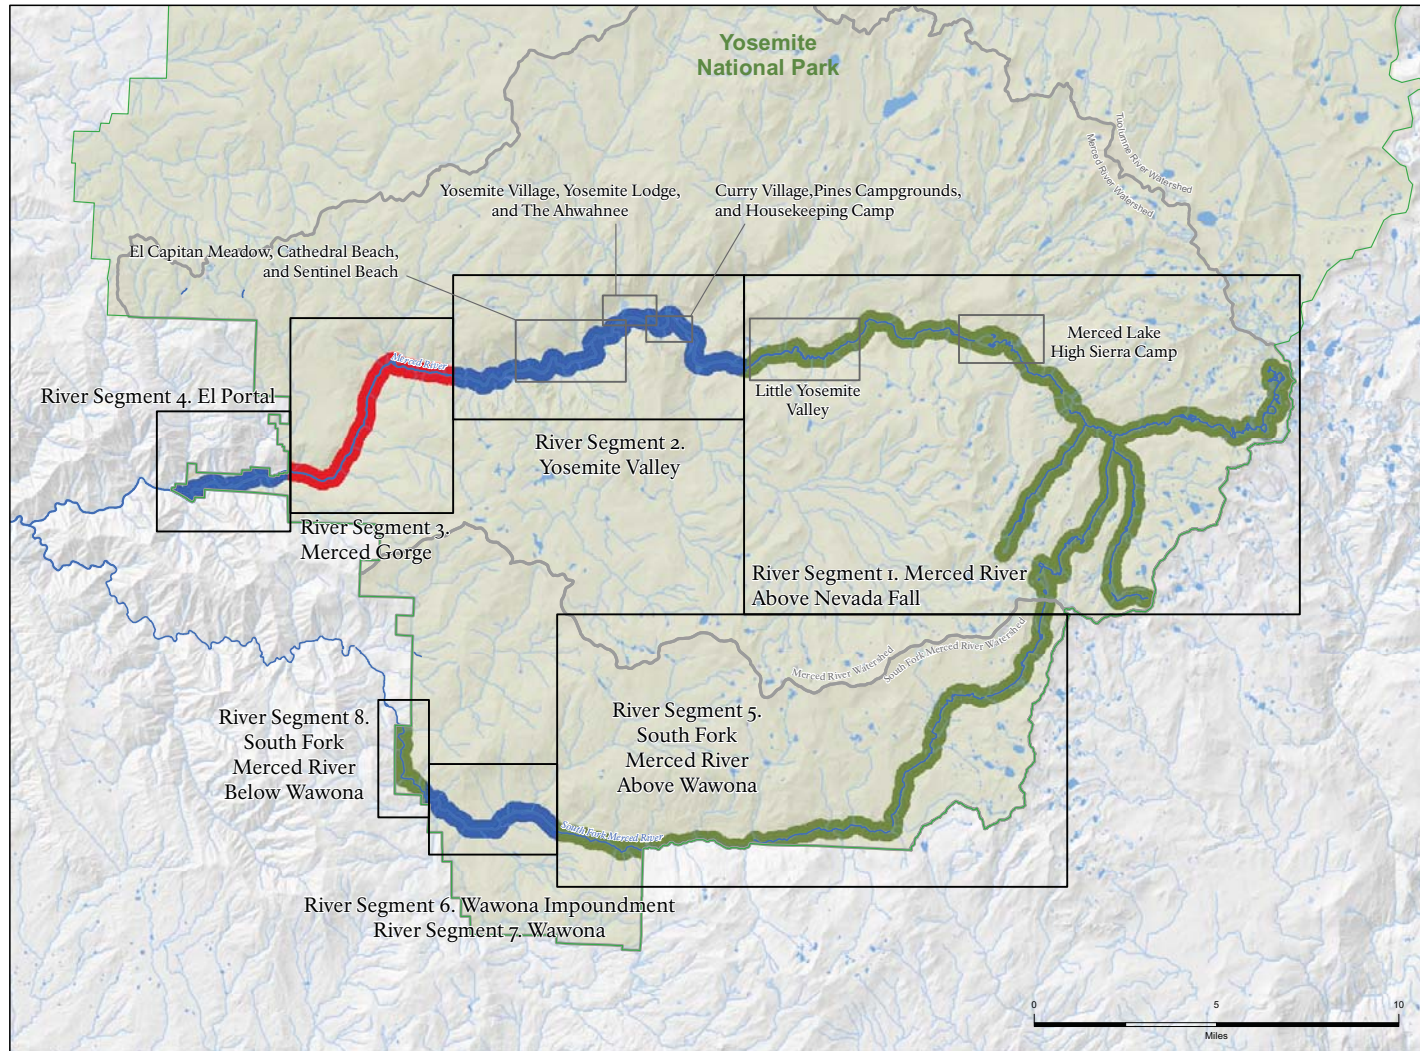 Yosemite
National Park
Tuolumne River Watershed
Merced River Watershed
Yosemite Village, Yosemite Lodge,
and The Ahwahnee
Curry Village,Pines Campgrounds,
and Housekeeping Camp
El Capitan Meadow, Cathedral Beach,
and Sentinel Beach
Merced River
Merced Lake
High Sierra Camp
Little Yosemite
Valley
River Segment 4. El Portal
River Segment 2.
Yosemite Valley
River Segment 3.
Merced Gorge
River Segment 1. Merced River
Above Nevada Fall
Merced River Watershed
South Fork Merced River Watershed
River Segment 8.
South Fork
Merced River
Below Wawona
River Segment 5.
South Fork
Merced River
Above Wawona
South Fork Merced River
River Segment 6. Wawona Impoundment
River Segment 7. Wawona
0 5 10
Miles